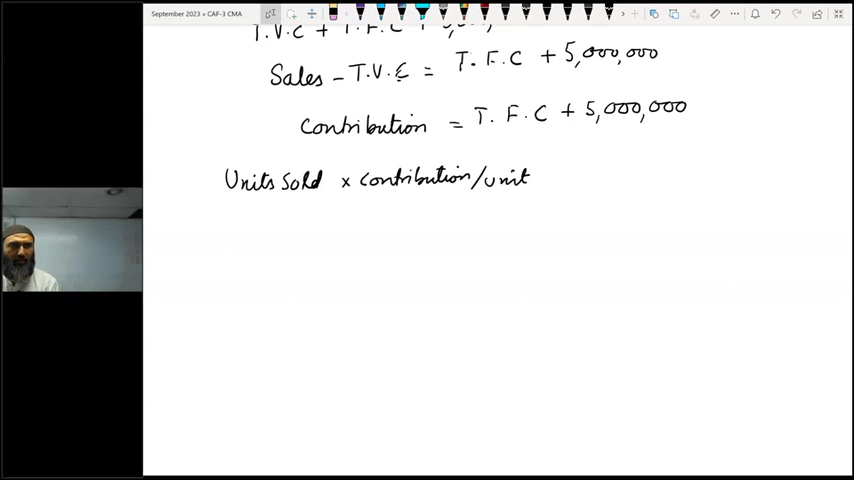 September 2023 » CAF-3 CMA
T.V.C + T.F.C +
Sales - T.V.C = T.F.C + 5,000,000
Contribution = T.F.C + 5,000,000
Units Sold x contribution/unit